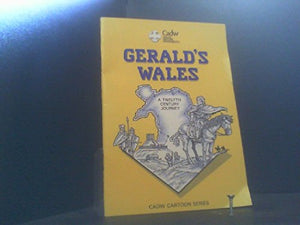 Cadw
GERALD'S
WALES
A TWELFTH
CENTURY
JOURNEY
CADW CARTOON SERIES